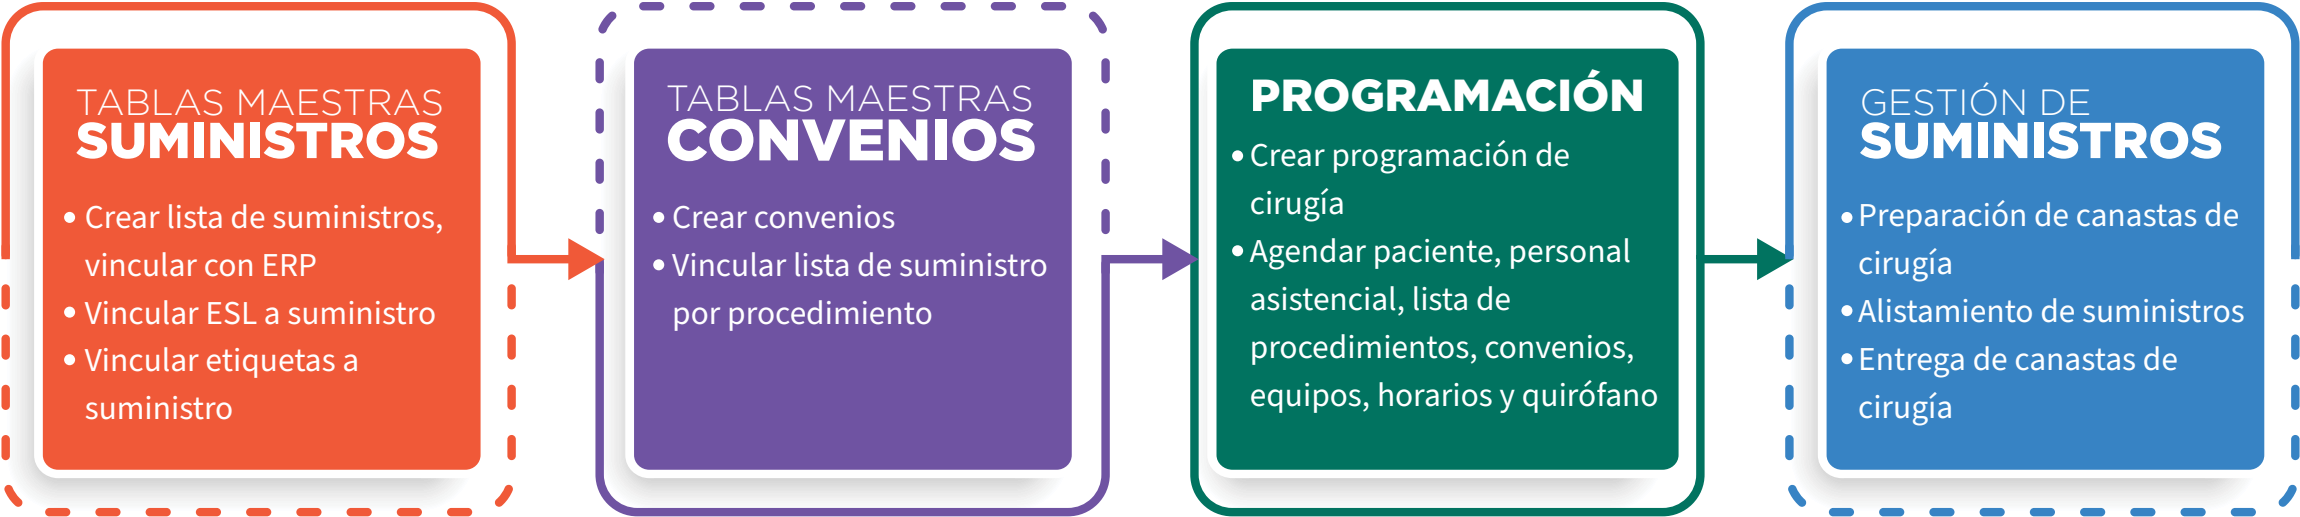 TABLAS MAESTRAS
SUMINISTROS
• Crear lista de suministros,
vincular con ERP
• Vincular ESL a suministro
• Vincular etiquetas a
suministro
TABLAS MAESTRAS
CONVENIOS
• Crear convenios
• Vincular lista de suministro
por procedimiento
PROGRAMACIÓN
• Crear programación de
cirugía
• Agendar paciente, personal
asistencial, lista de
procedimientos, convenios,
equipos, horarios y quirófano
GESTIÓN DE
SUMINISTROS
• Preparación de canastas de
cirugía
• Alistamiento de suministros
• Entrega de canastas de
cirugía